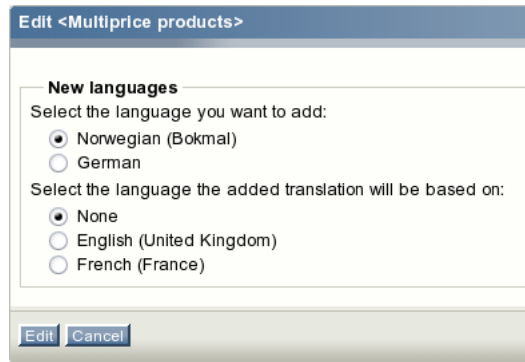 Edit <Multiprice products>
New languages
Select the language you want to add:
Norwegian (Bokmal)
German
Select the language the added translation will be based on:
None
English (United Kingdom)
French (France)
Edit Cancel